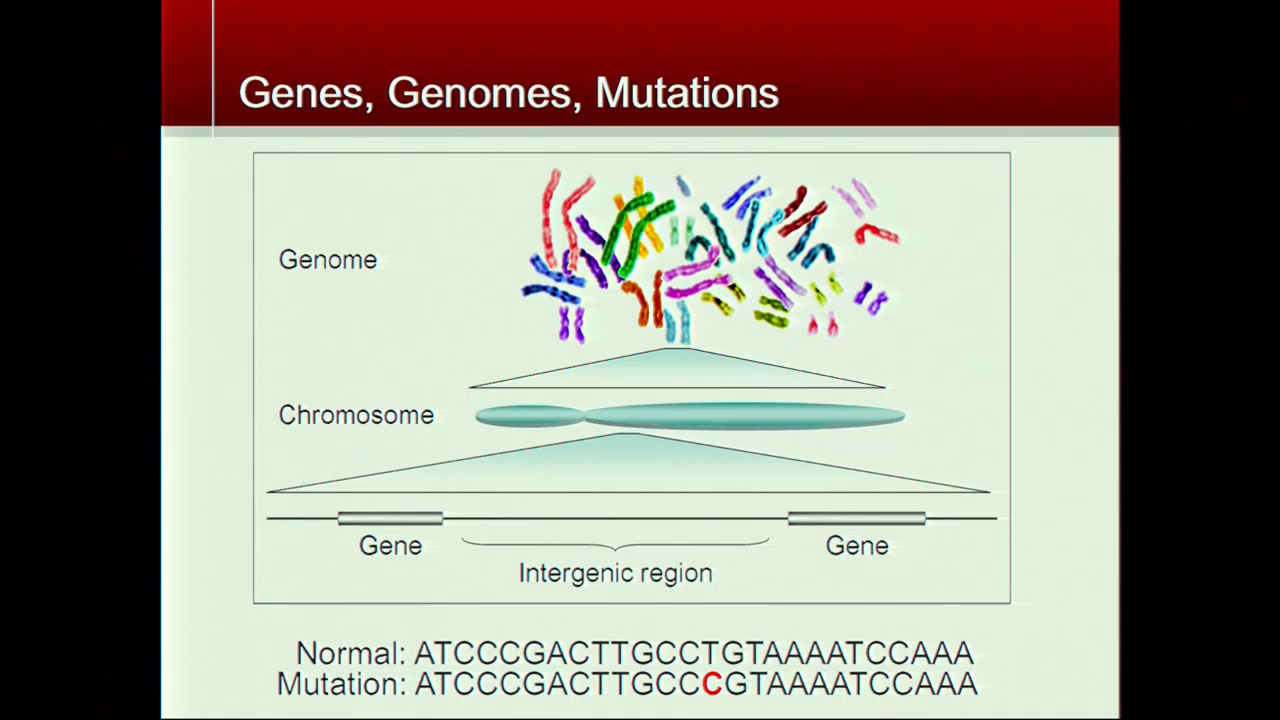 Genes, Genomes, Mutations
Genome
Chromosome
Gene
Gene
Intergenic region
Normal: ATCCCGACTTGCCTGTAAAATCCAAA
Mutation: ATCCCGACTTGCCCGTAAAATCCAAA